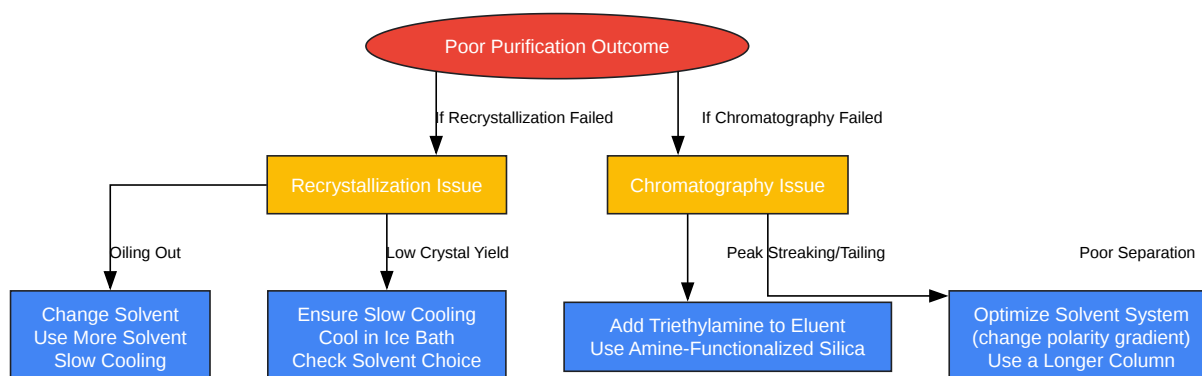 Poor Purification Outcome
If Recrystallization Failed
If Chromatography Failed
Recrystallization Issue
Chromatography Issue
Oiling Out
Low Crystal Yield
Peak Streaking/Tailing
Poor Separation
Change Solvent
Use More Solvent
Slow Cooling
Ensure Slow Cooling
Cool in Ice Bath
Check Solvent Choice
Add Triethylamine to Eluent
Use Amine-Functionalized Silica
Optimize Solvent System
(change polarity gradient)
Use a Longer Column